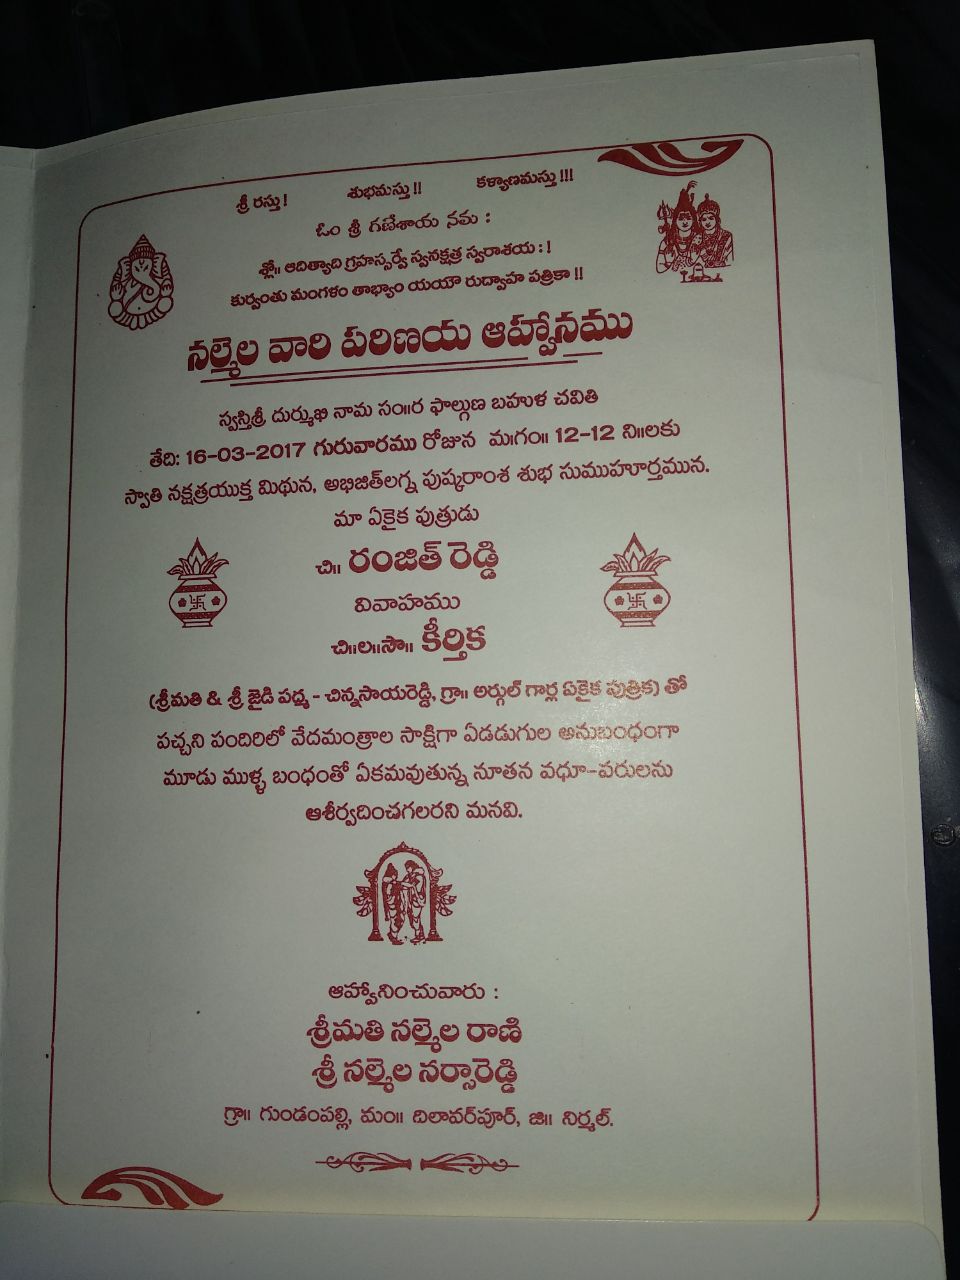 శ్రీ రస్తు! శుభమస్తు!! కళ్యాణమస్తు!!!
ఓం శ్రీ గణేశాయ నమ :
శ్లో॥ ఆదిత్యాది గ్రహస్సర్వే స్వనక్షత్ర స్వరాశయ : !
కుర్వంతు మంగళం తాభ్యాం యయౌ రుద్వాహ పత్రికా !!
నల్మెల వారి పరిణయ ఆహ్వానము
స్వస్తిశ్రీ దుర్ముఖి నామ సం॥ర ఫాల్గుణ బహుళ చవితి
తేది: 16-03-2017 గురువారము రోజున మ॥గం॥ 12-12 ని॥లకు
స్వాతి నక్షత్రయుక్త మిథున, అభిజిత్‌లగ్న పుష్కరాంశ శుభ సుముహూర్తమున.
మా ఏకైక పుత్రుడు
చి॥ రంజిత్ రెడ్డి
వివాహము
చి॥ల॥సౌ॥ కీర్తిక
(శ్రీమతి & శ్రీ జైడి పద్మ - చిన్నసాయరెడ్డి, గ్రా॥ అర్గుల్ గార్ల ఏకైక పుత్రిక) తో
పచ్చని పందిరిలో వేదమంత్రాల సాక్షిగా ఏడడుగుల అనుబంధంగా
మూడు ముళ్ళ బంధంతో ఏకమవుతున్న నూతన వధూ-వరులను
ఆశీర్వదించగలరని మనవి.
ఆహ్వానించువారు :
శ్రీమతి నల్మెల రాణి
శ్రీ నల్మెల నర్సారెడ్డి
గ్రా॥ గుండంపల్లి, మం॥ దిలావర్‌పూర్, జి॥ నిర్మల్.